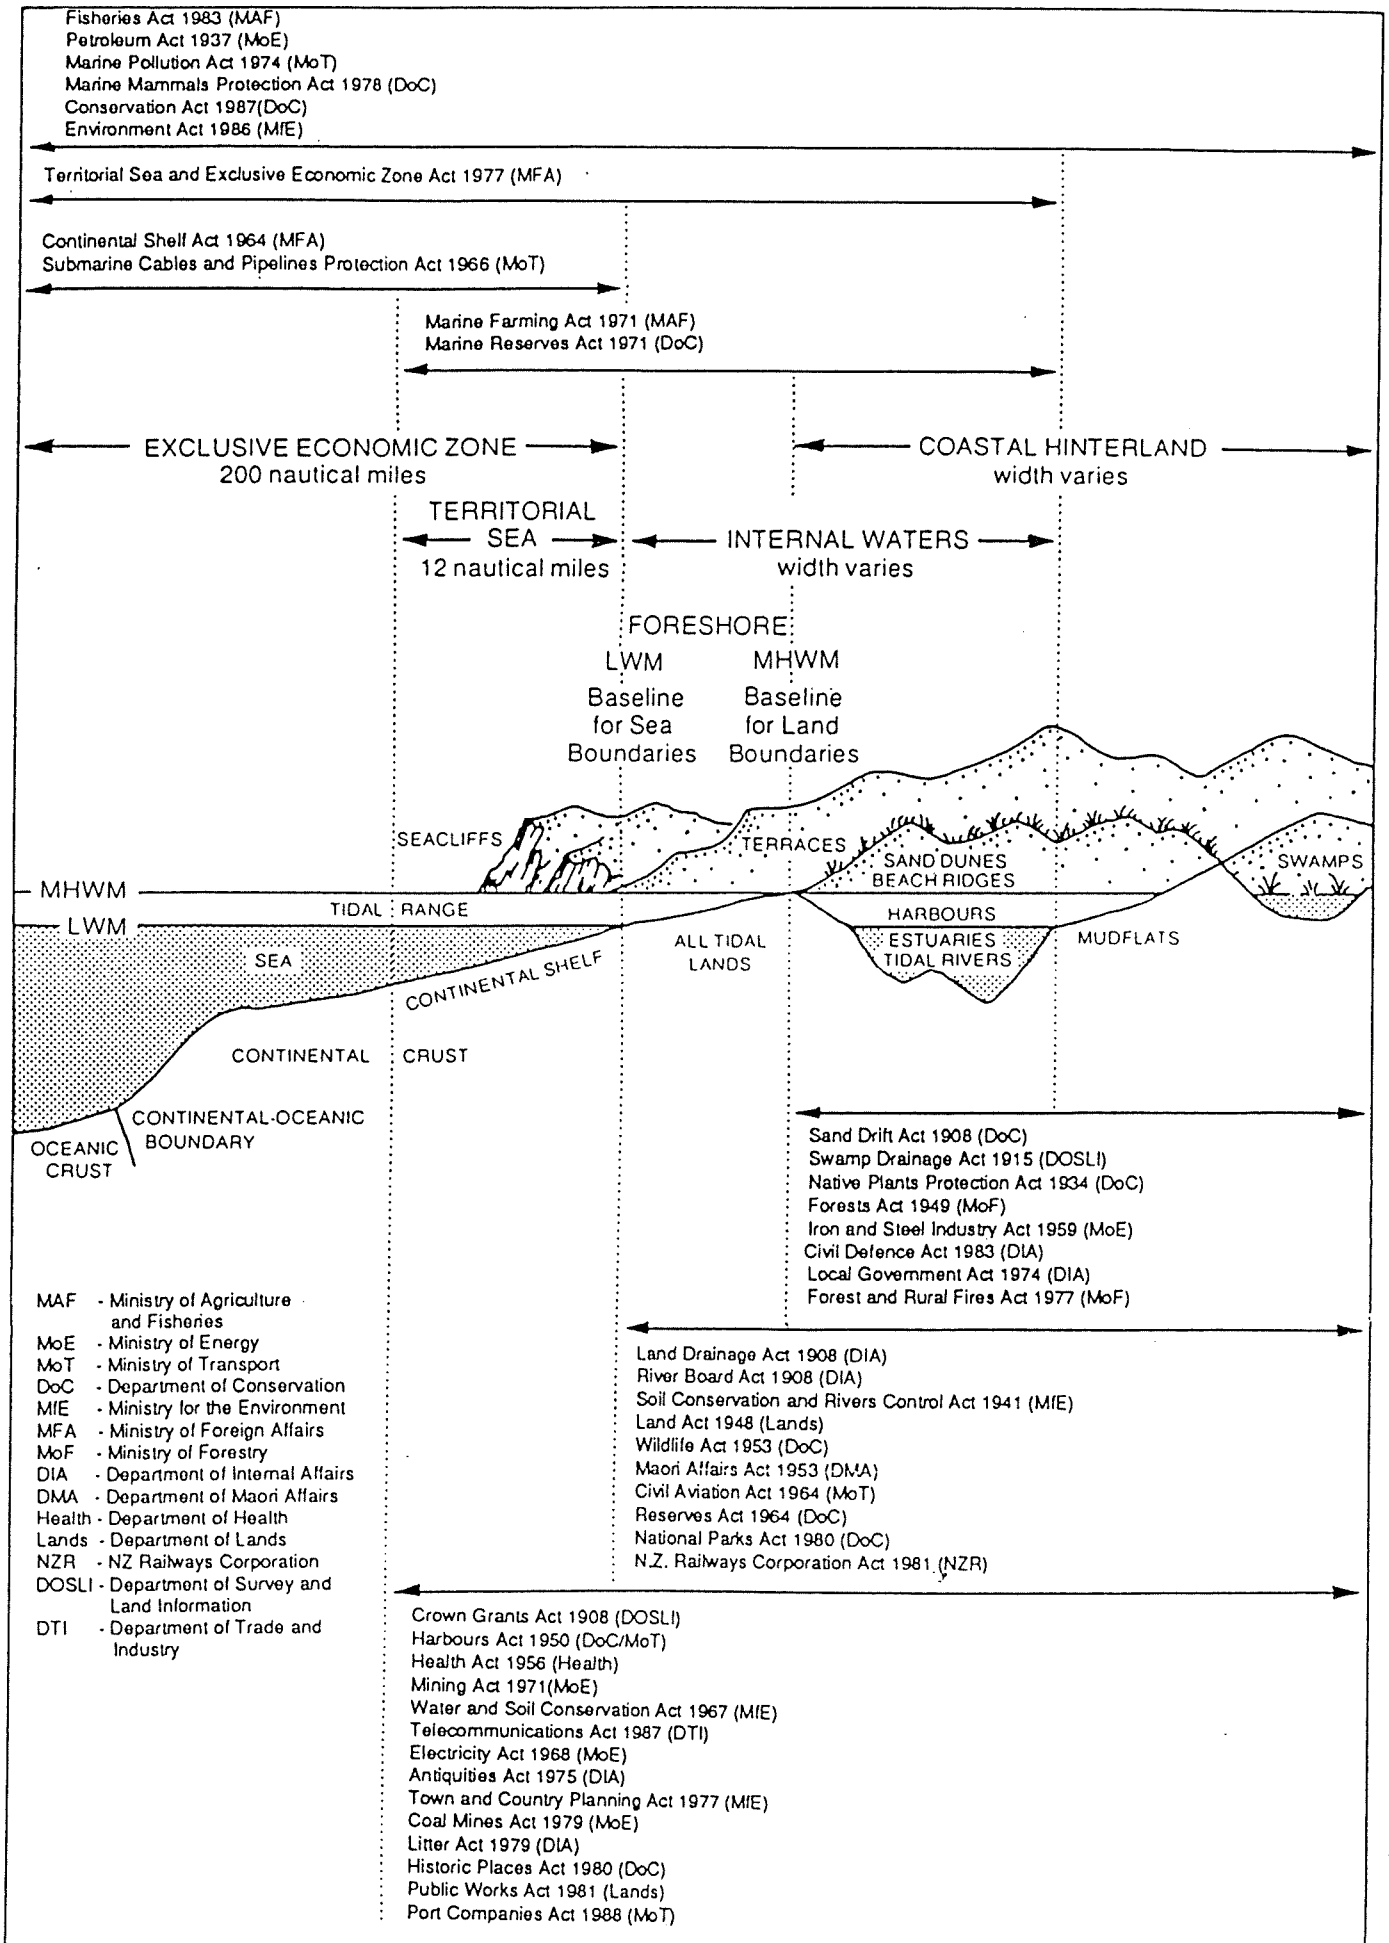 Fisheries Act 1983 (MAF)
Petroleum Act 1937 (MoE)
Marine Pollution Act 1974 (MoT)
Marine Mammals Protection Act 1978 (DoC)
Conservation Act 1987(DoC)
Environment Act 1986 (MfE)
Territorial Sea and Exclusive Economic Zone Act 1977 (MFA)
Continental Shelf Act 1964 (MFA)
Submarine Cables and Pipelines Protection Act 1966 (MoT)
Marine Farming Act 1971 (MAF)
Marine Reserves Act 1971 (DoC)
EXCLUSIVE ECONOMIC ZONE
200 nautical miles
COASTAL HINTERLAND
width varies
TERRITORIAL
SEA
12 nautical miles
INTERNAL WATERS
width varies
FORESHORE
LWM
Baseline
for Sea
Boundaries
MHWM
Baseline
for Land
Boundaries
SEACLIFFS
TERRACES
SAND DUNES
BEACH RIDGES
SWAMPS
MHWM
TIDAL RANGE
HARBOURS
LWM
SEA
CONTINENTAL SHELF
ALL TIDAL
LANDS
ESTUARIES
TIDAL RIVERS
MUDFLATS
CONTINENTAL CRUST
CONTINENTAL-OCEANIC
BOUNDARY
OCEANIC
CRUST
Sand Drift Act 1908 (DoC)
Swamp Drainage Act 1915 (DOSLI)
Native Plants Protection Act 1934 (DoC)
Forests Act 1949 (MoF)
Iron and Steel Industry Act 1959 (MoE)
Civil Defence Act 1983 (DIA)
Local Government Act 1974 (DIA)
Forest and Rural Fires Act 1977 (MoF)
MAF - Ministry of Agriculture
and Fisheries
MoE - Ministry of Energy
MoT - Ministry of Transport
DoC - Department of Conservation
MfE - Ministry for the Environment
MFA - Ministry of Foreign Affairs
MoF - Ministry of Forestry
DIA - Department of Internal Affairs
DMA - Department of Maori Affairs
Health - Department of Health
Lands - Department of Lands
NZR - NZ Railways Corporation
DOSLI - Department of Survey and
Land Information
DTI - Department of Trade and
Industry
Land Drainage Act 1908 (DIA)
River Board Act 1908 (DIA)
Soil Conservation and Rivers Control Act 1941 (MfE)
Land Act 1948 (Lands)
Wildlife Act 1953 (DoC)
Maori Affairs Act 1953 (DMA)
Civil Aviation Act 1964 (MoT)
Reserves Act 1964 (DoC)
National Parks Act 1980 (DoC)
N.Z. Railways Corporation Act 1981 (NZR)
Crown Grants Act 1908 (DOSLI)
Harbours Act 1950 (DoC/MoT)
Health Act 1956 (Health)
Mining Act 1971(MoE)
Water and Soil Conservation Act 1967 (MfE)
Telecommunications Act 1987 (DTI)
Electricity Act 1968 (MoE)
Antiquities Act 1975 (DIA)
Town and Country Planning Act 1977 (MfE)
Coal Mines Act 1979 (MoE)
Litter Act 1979 (DIA)
Historic Places Act 1980 (DoC)
Public Works Act 1981 (Lands)
Port Companies Act 1988 (MoT)